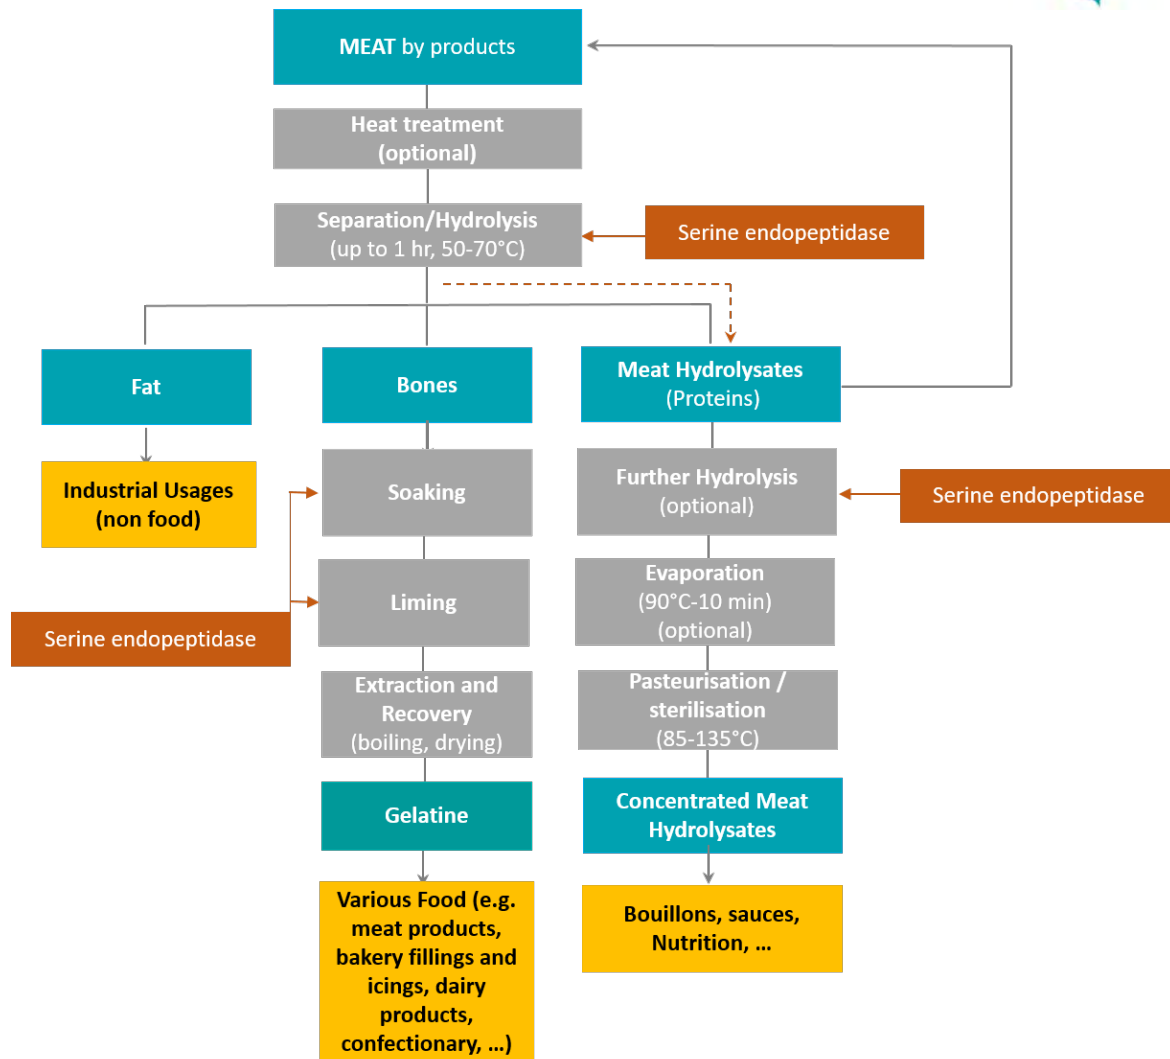 MEAT by products
Heat treatment
(optional)
Separation/Hydrolysis
(up to 1 hr, 50-70°C)
Serine endopeptidase
Fat
Bones
Meat Hydrolysates
(Proteins)
Industrial Usages
(non food)
Soaking
Further Hydrolysis
(optional)
Serine endopeptidase
Liming
Evaporation
(90°C-10 min)
(optional)
Serine endopeptidase
Extraction and
Recovery
(boiling, drying)
Pasteurisation /
sterilisation
(85-135°C)
Gelatine
Concentrated Meat
Hydrolysates
Various Food (e.g.
meat products,
bakery fillings and
icings, dairy
products,
confectionary, …)
Bouillons, sauces,
Nutrition, …